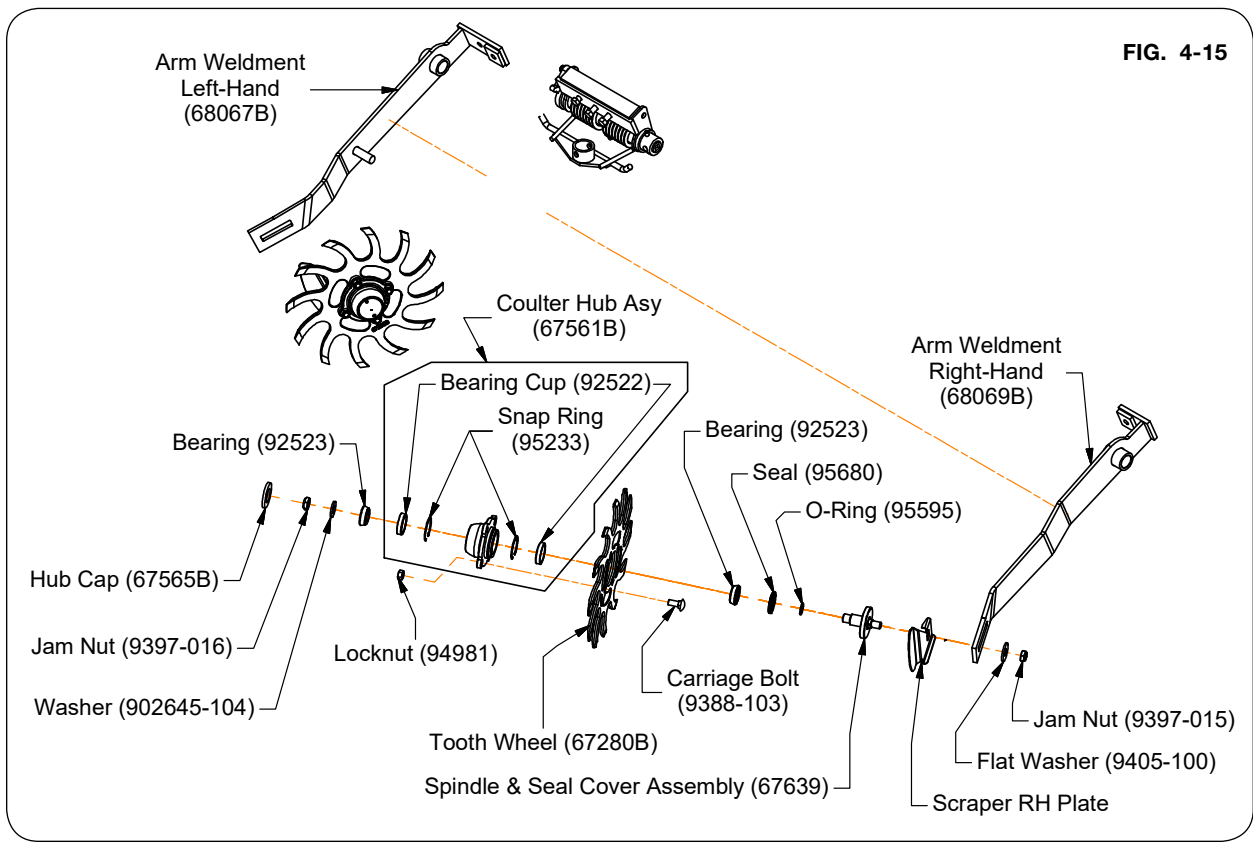 FIG. 4-15
Arm Weldment
Left-Hand
(68067B)
Coulter Hub Asy
(67561B)
Arm Weldment
Right-Hand
(68069B)
Bearing Cup (92522)
Snap Ring
(95233)
Bearing (92523)
Bearing (92523)
Seal (95680)
O-Ring (95595)
Hub Cap (67565B)
Jam Nut (9397-016)
Locknut (94981)
Washer (902645-104)
Carriage Bolt
(9388-103)
Tooth Wheel (67280B)
Spindle & Seal Cover Assembly (67639)
Jam Nut (9397-015)
Flat Washer (9405-100)
Scraper RH Plate